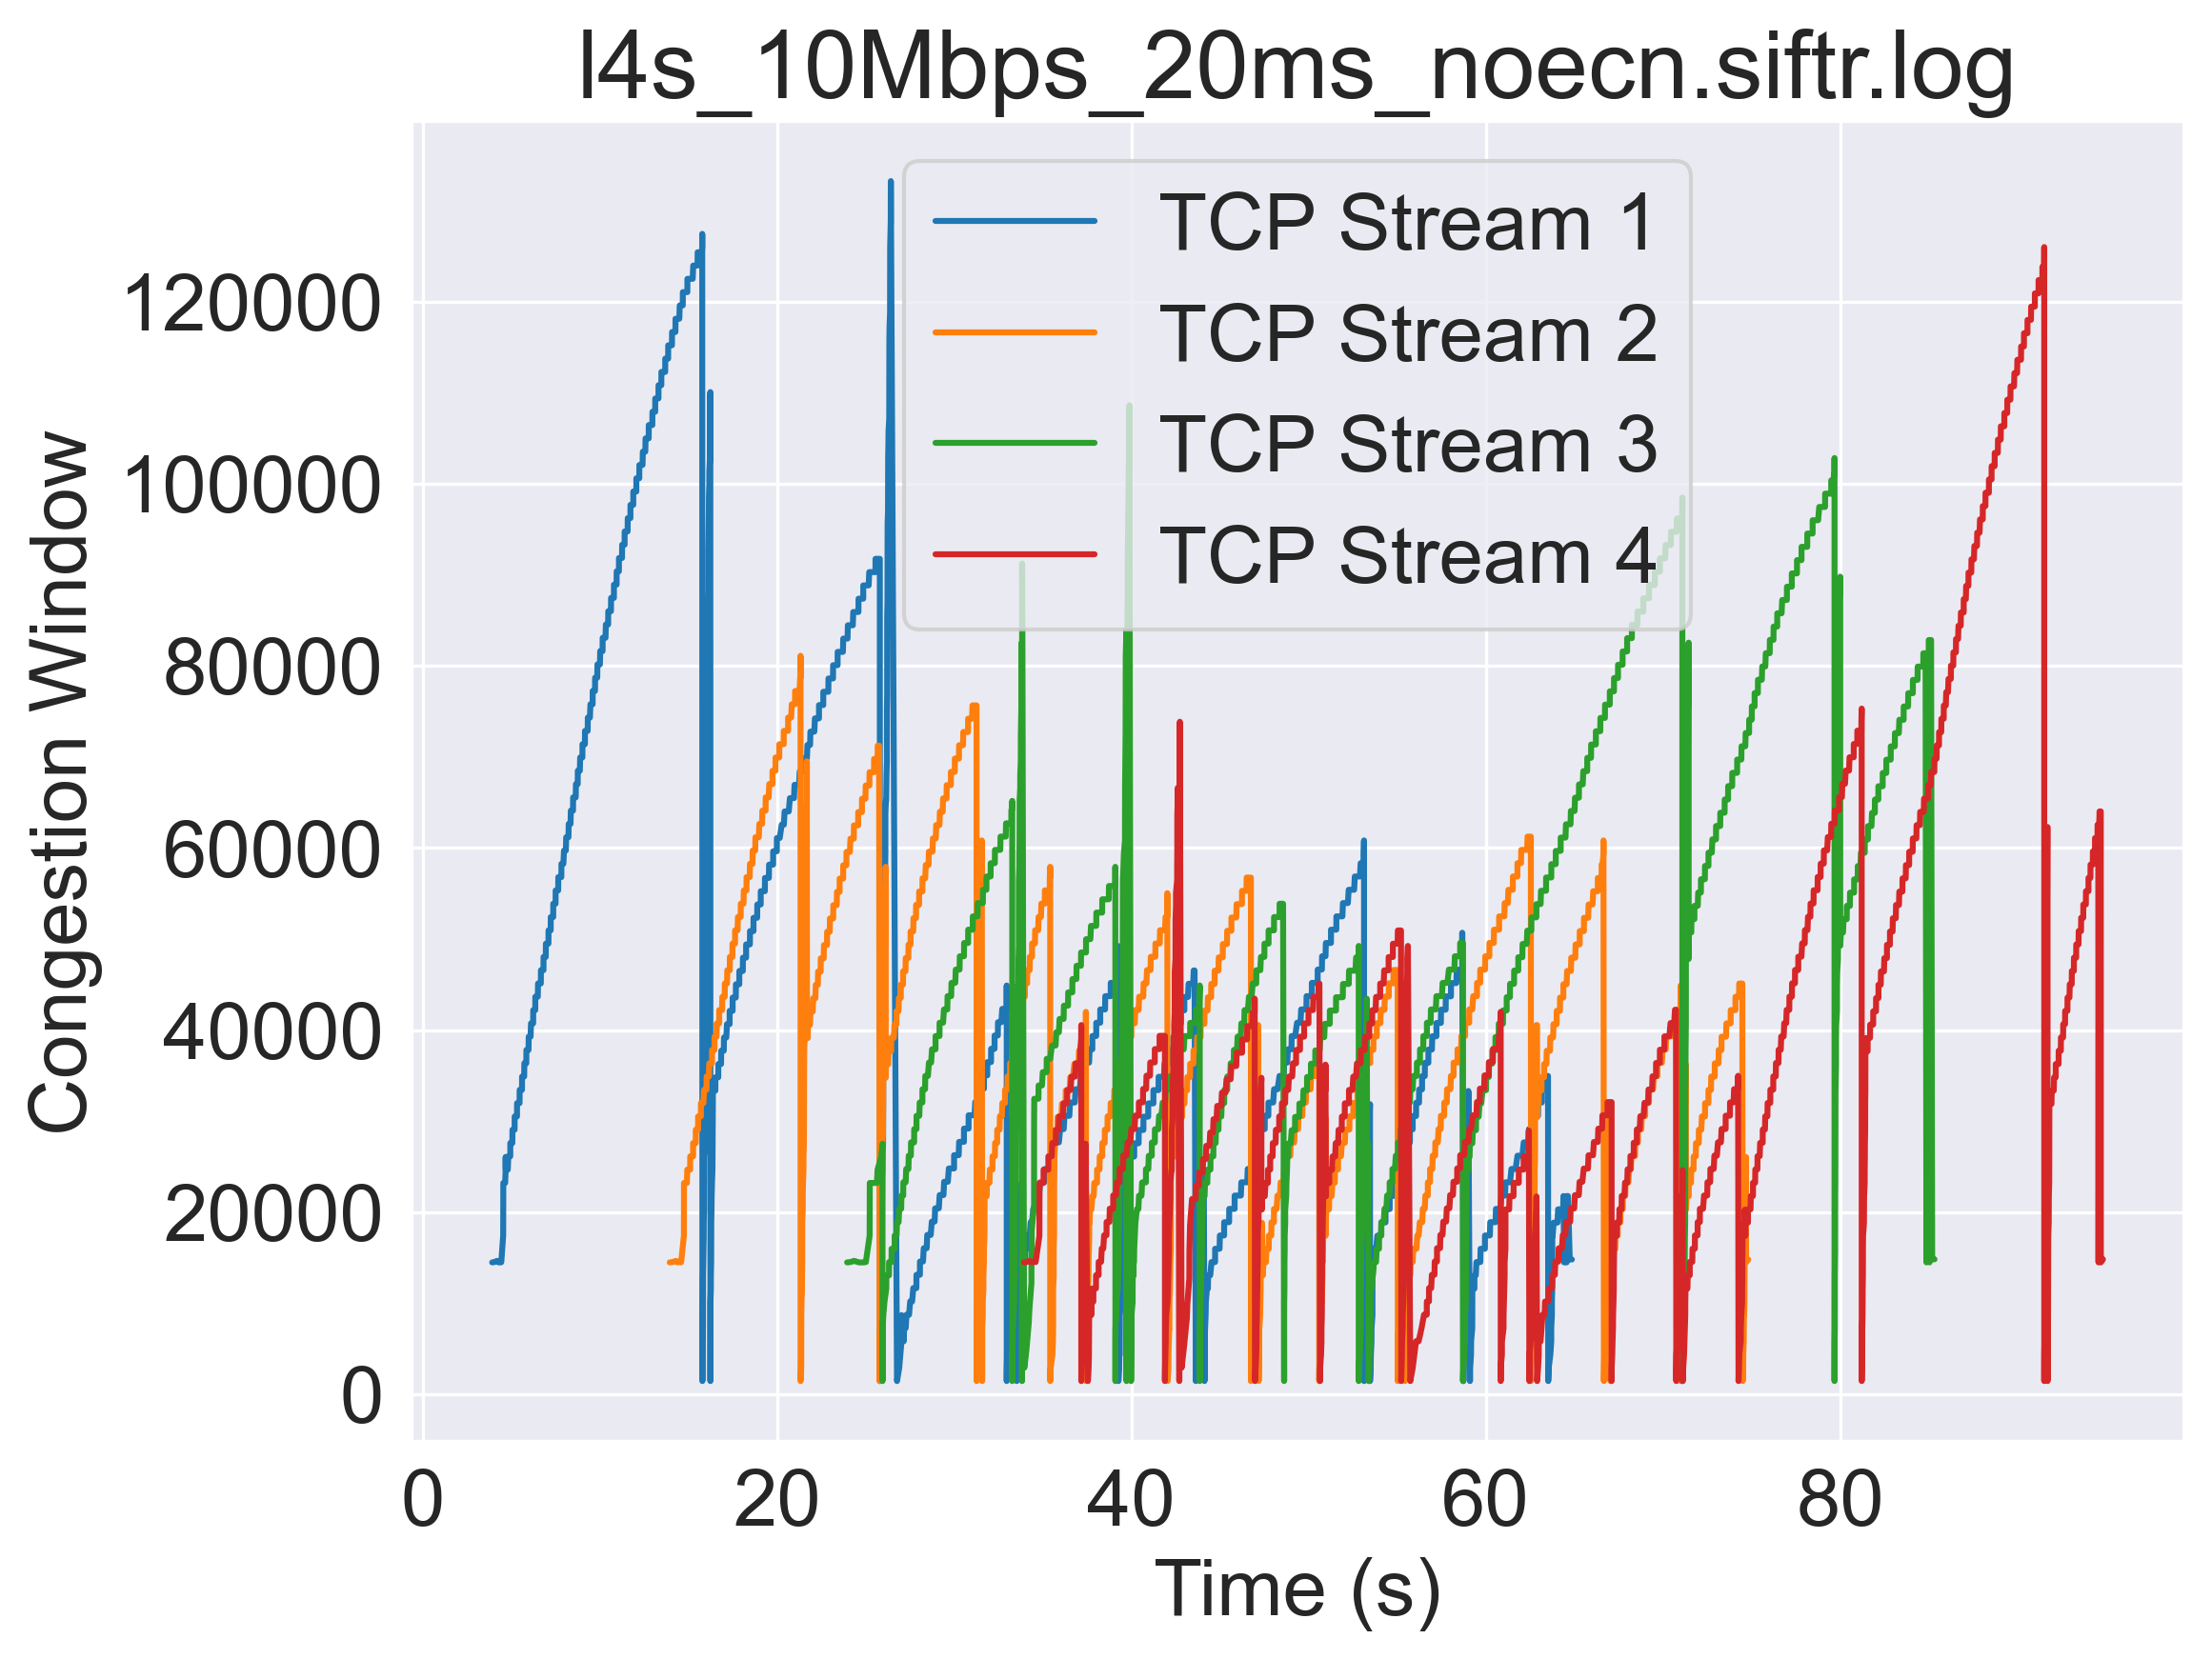 l4s_10Mbps_20ms_noecn.siftr.log
Congestion Window
120000
100000
80000
60000
40000
20000
0
TCP Stream 1
TCP Stream 2
TCP Stream 3
TCP Stream 4
0 20 40 60 80
Time (s)